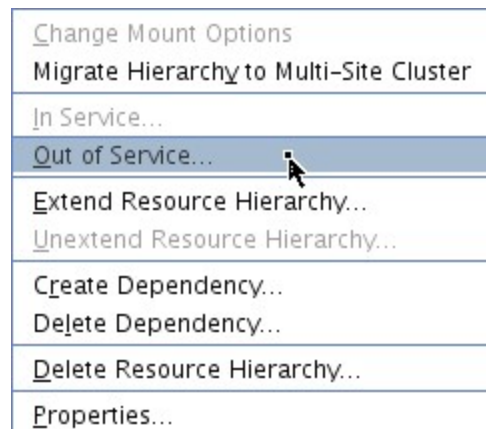 Change Mount Options
Migrate Hierarchy to Multi-Site Cluster
In Service...
Out of Service...
Extend Resource Hierarchy...
Unextend Resource Hierarchy...
Create Dependency...
Delete Dependency...
Delete Resource Hierarchy...
Properties...